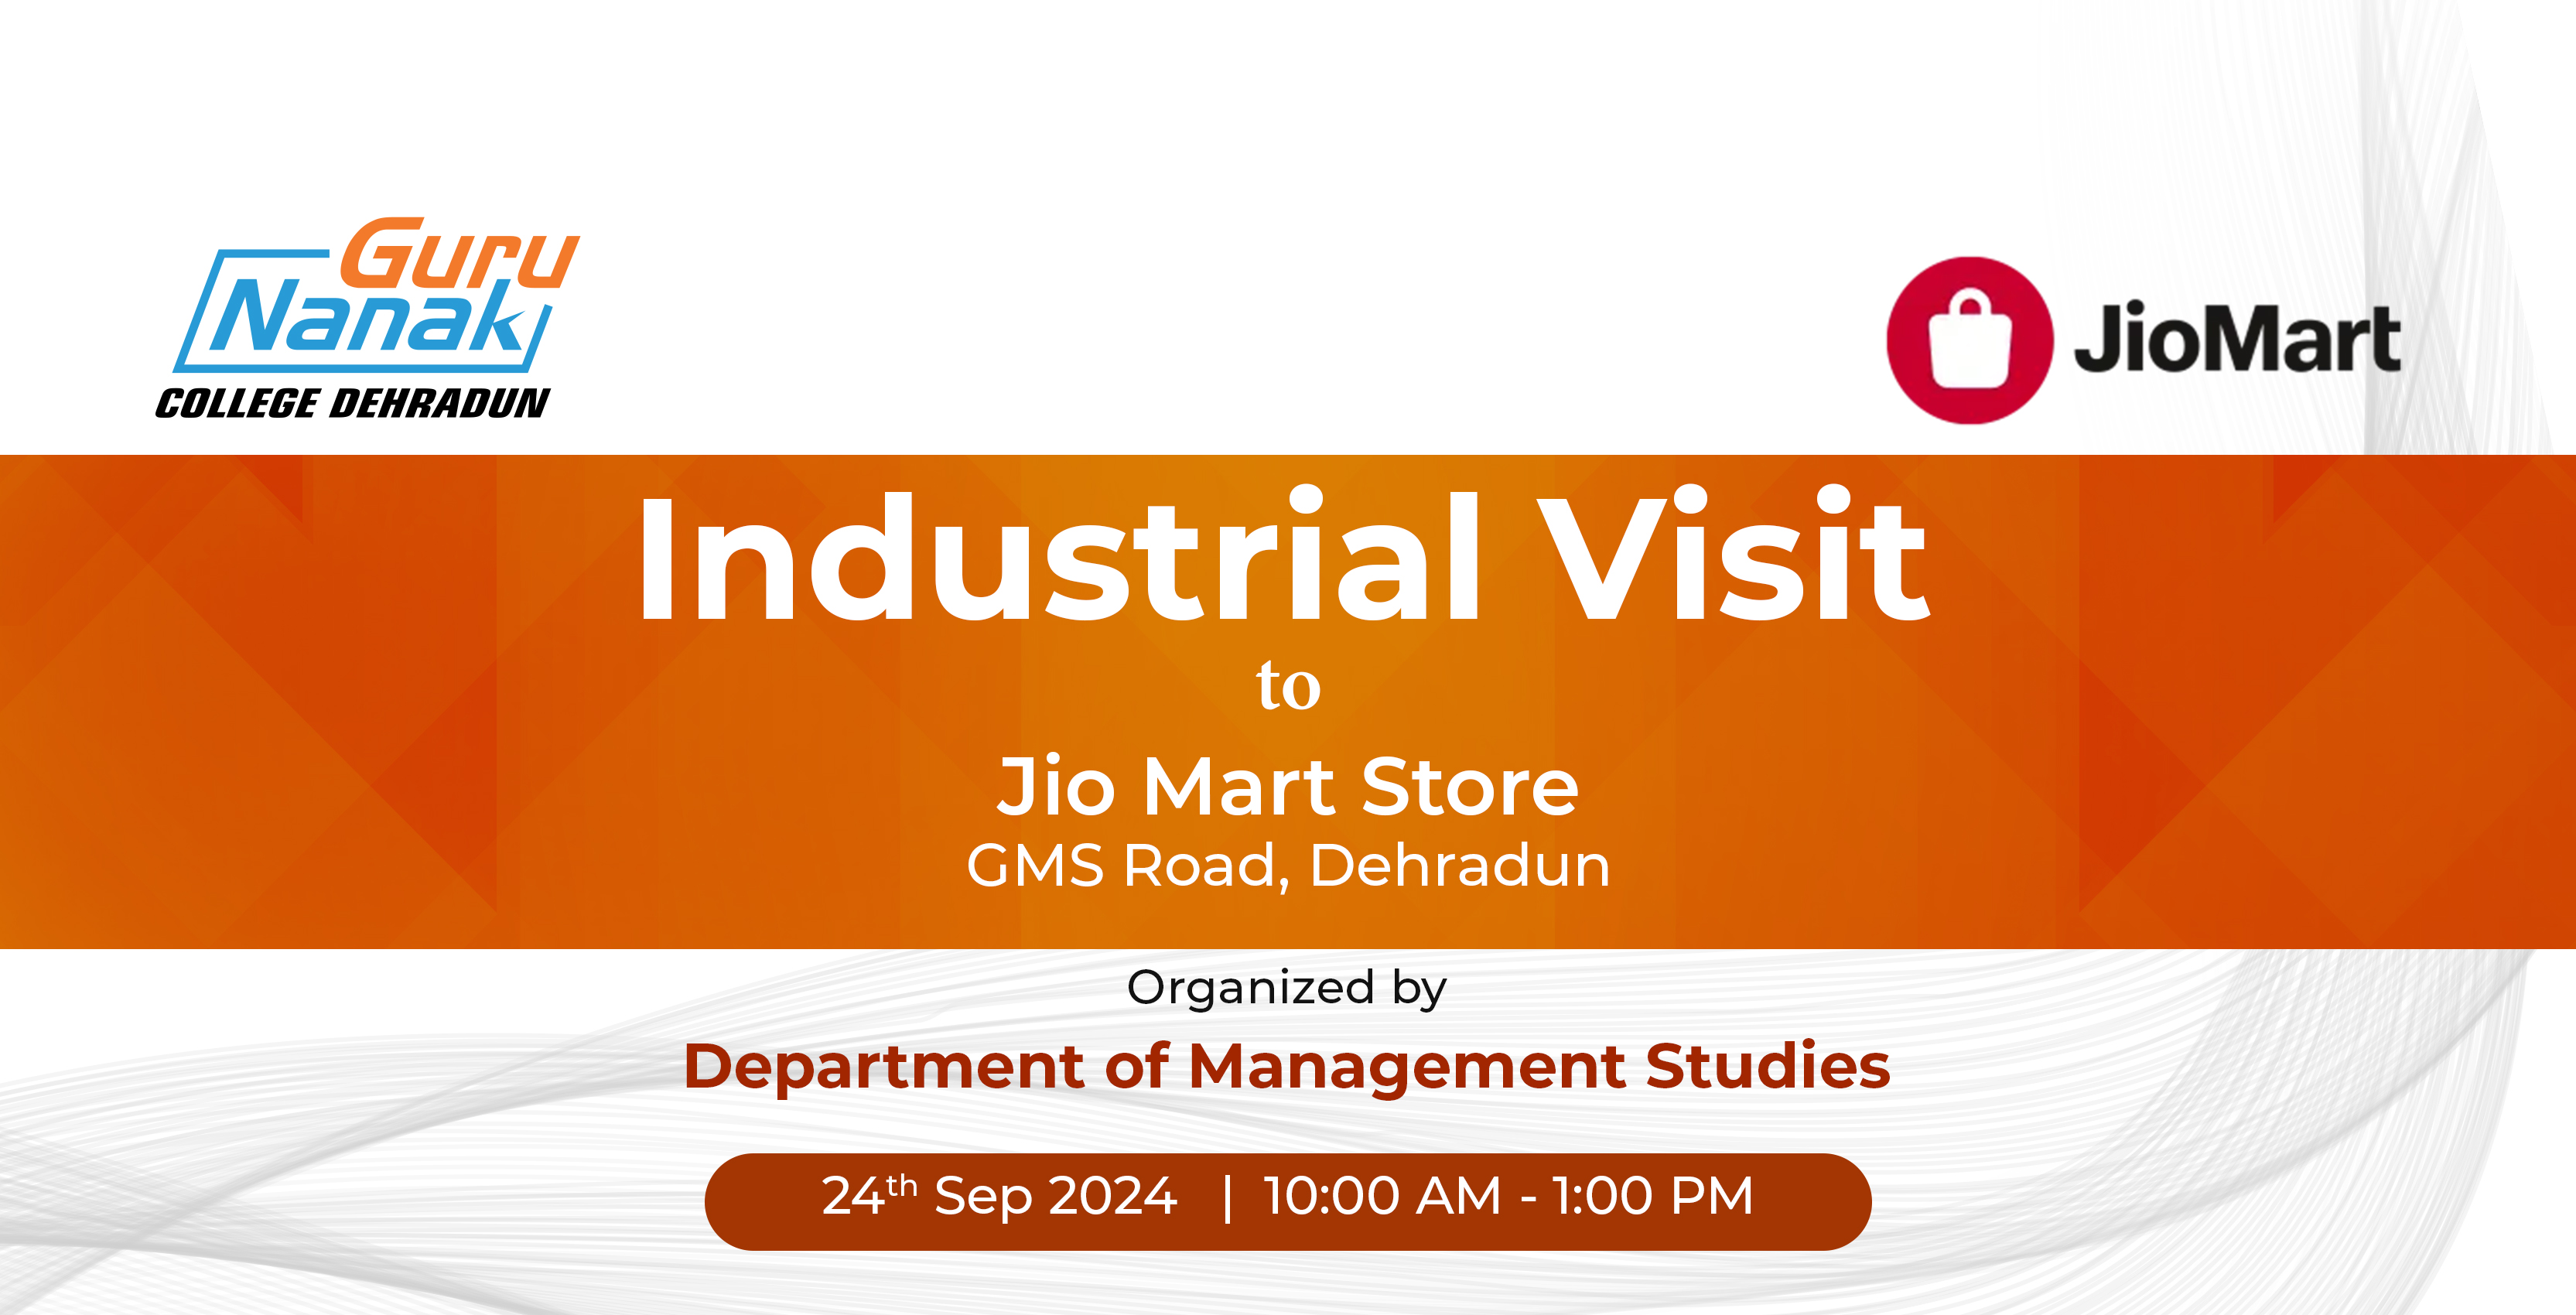 Guru
Nanak
COLLEGE DEHRADUN
JioMart
Industrial Visit
to
Jio Mart Store
GMS Road, Dehradun
Organized by
Department of Management Studies
24th Sep 2024 | 10:00 AM - 1:00 PM